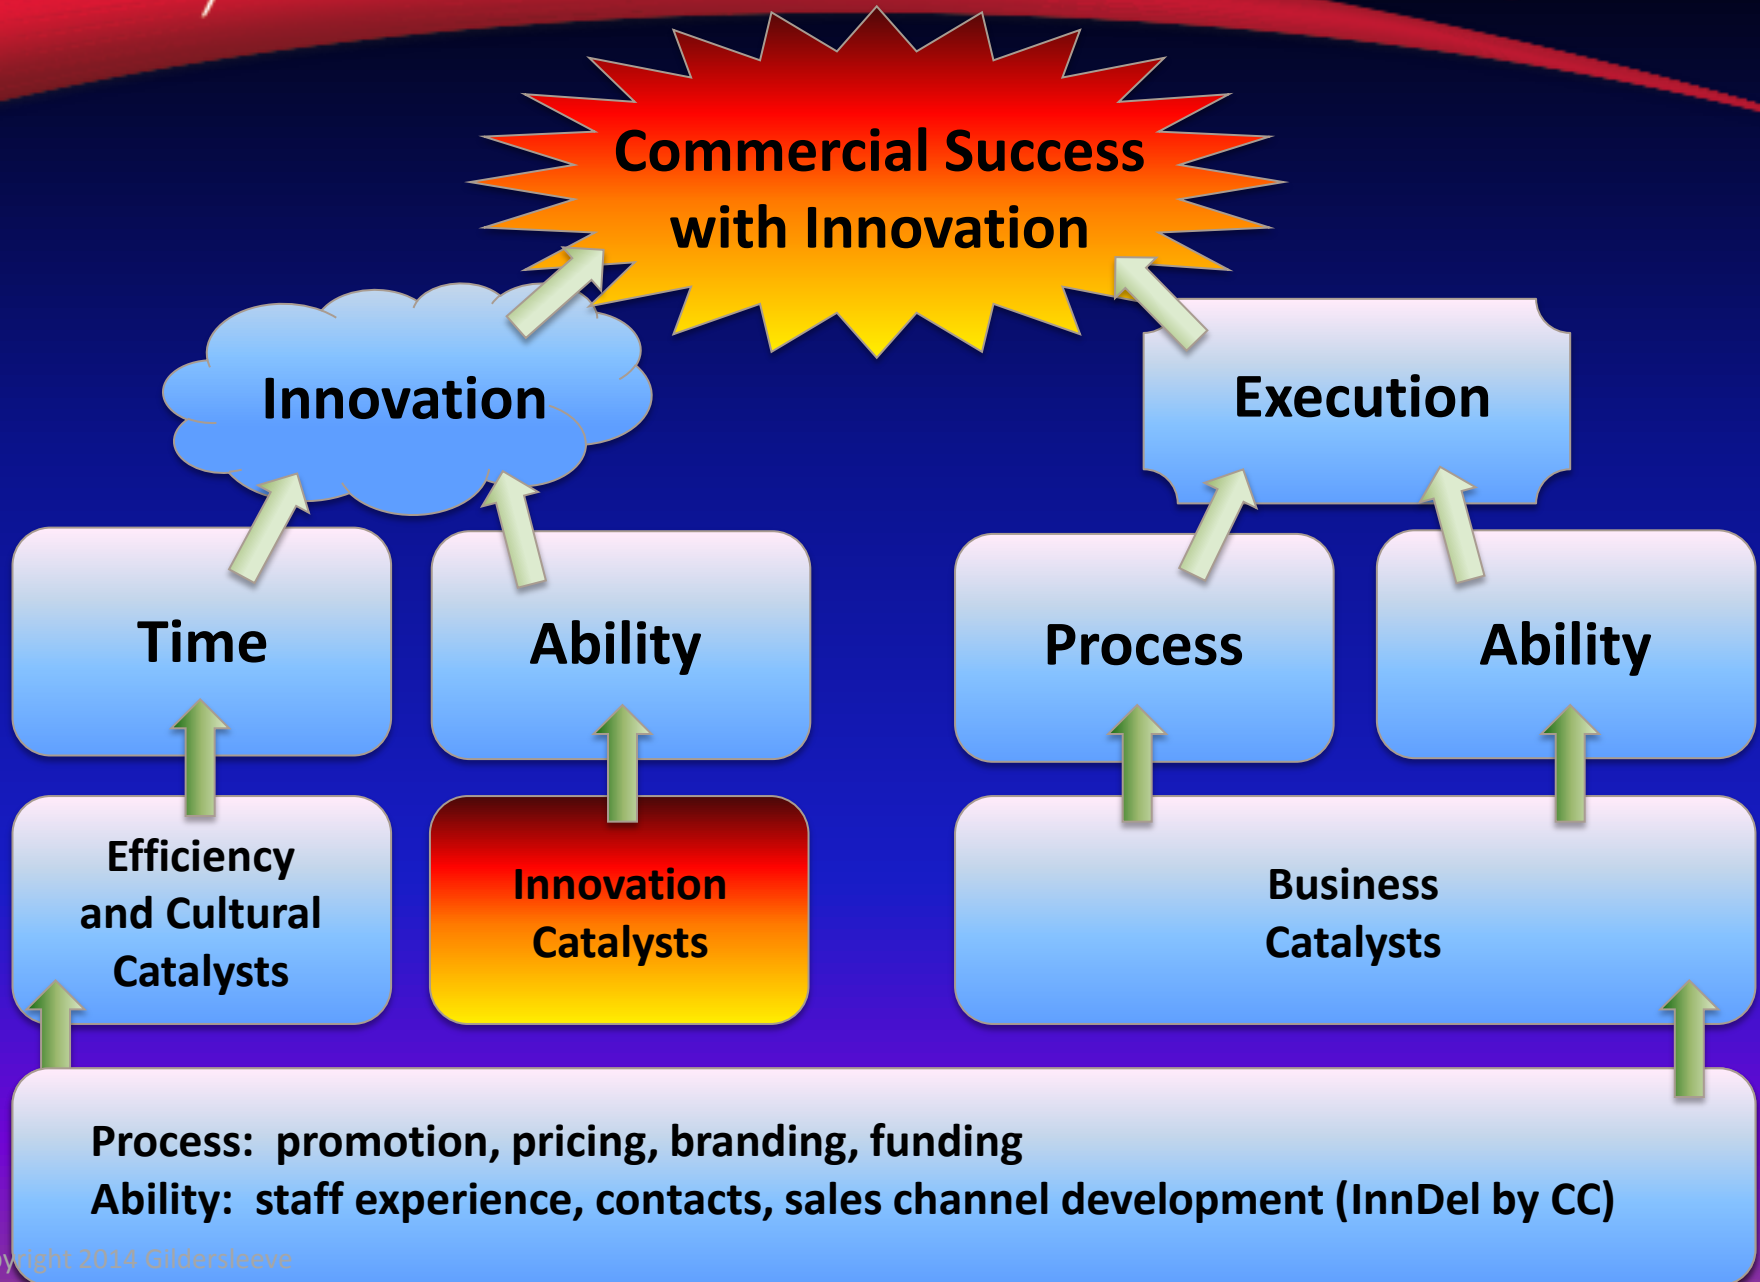 Commercial Success
with Innovation
Innovation
Execution
Time
Ability
Process
Ability
Efficiency
and Cultural
Catalysts
Innovation
Catalysts
Business
Catalysts
Process:  promotion, pricing, branding, funding
Ability:  staff experience, contacts, sales channel development (InnDel by CC)
pyright 2014 Gildersleeve